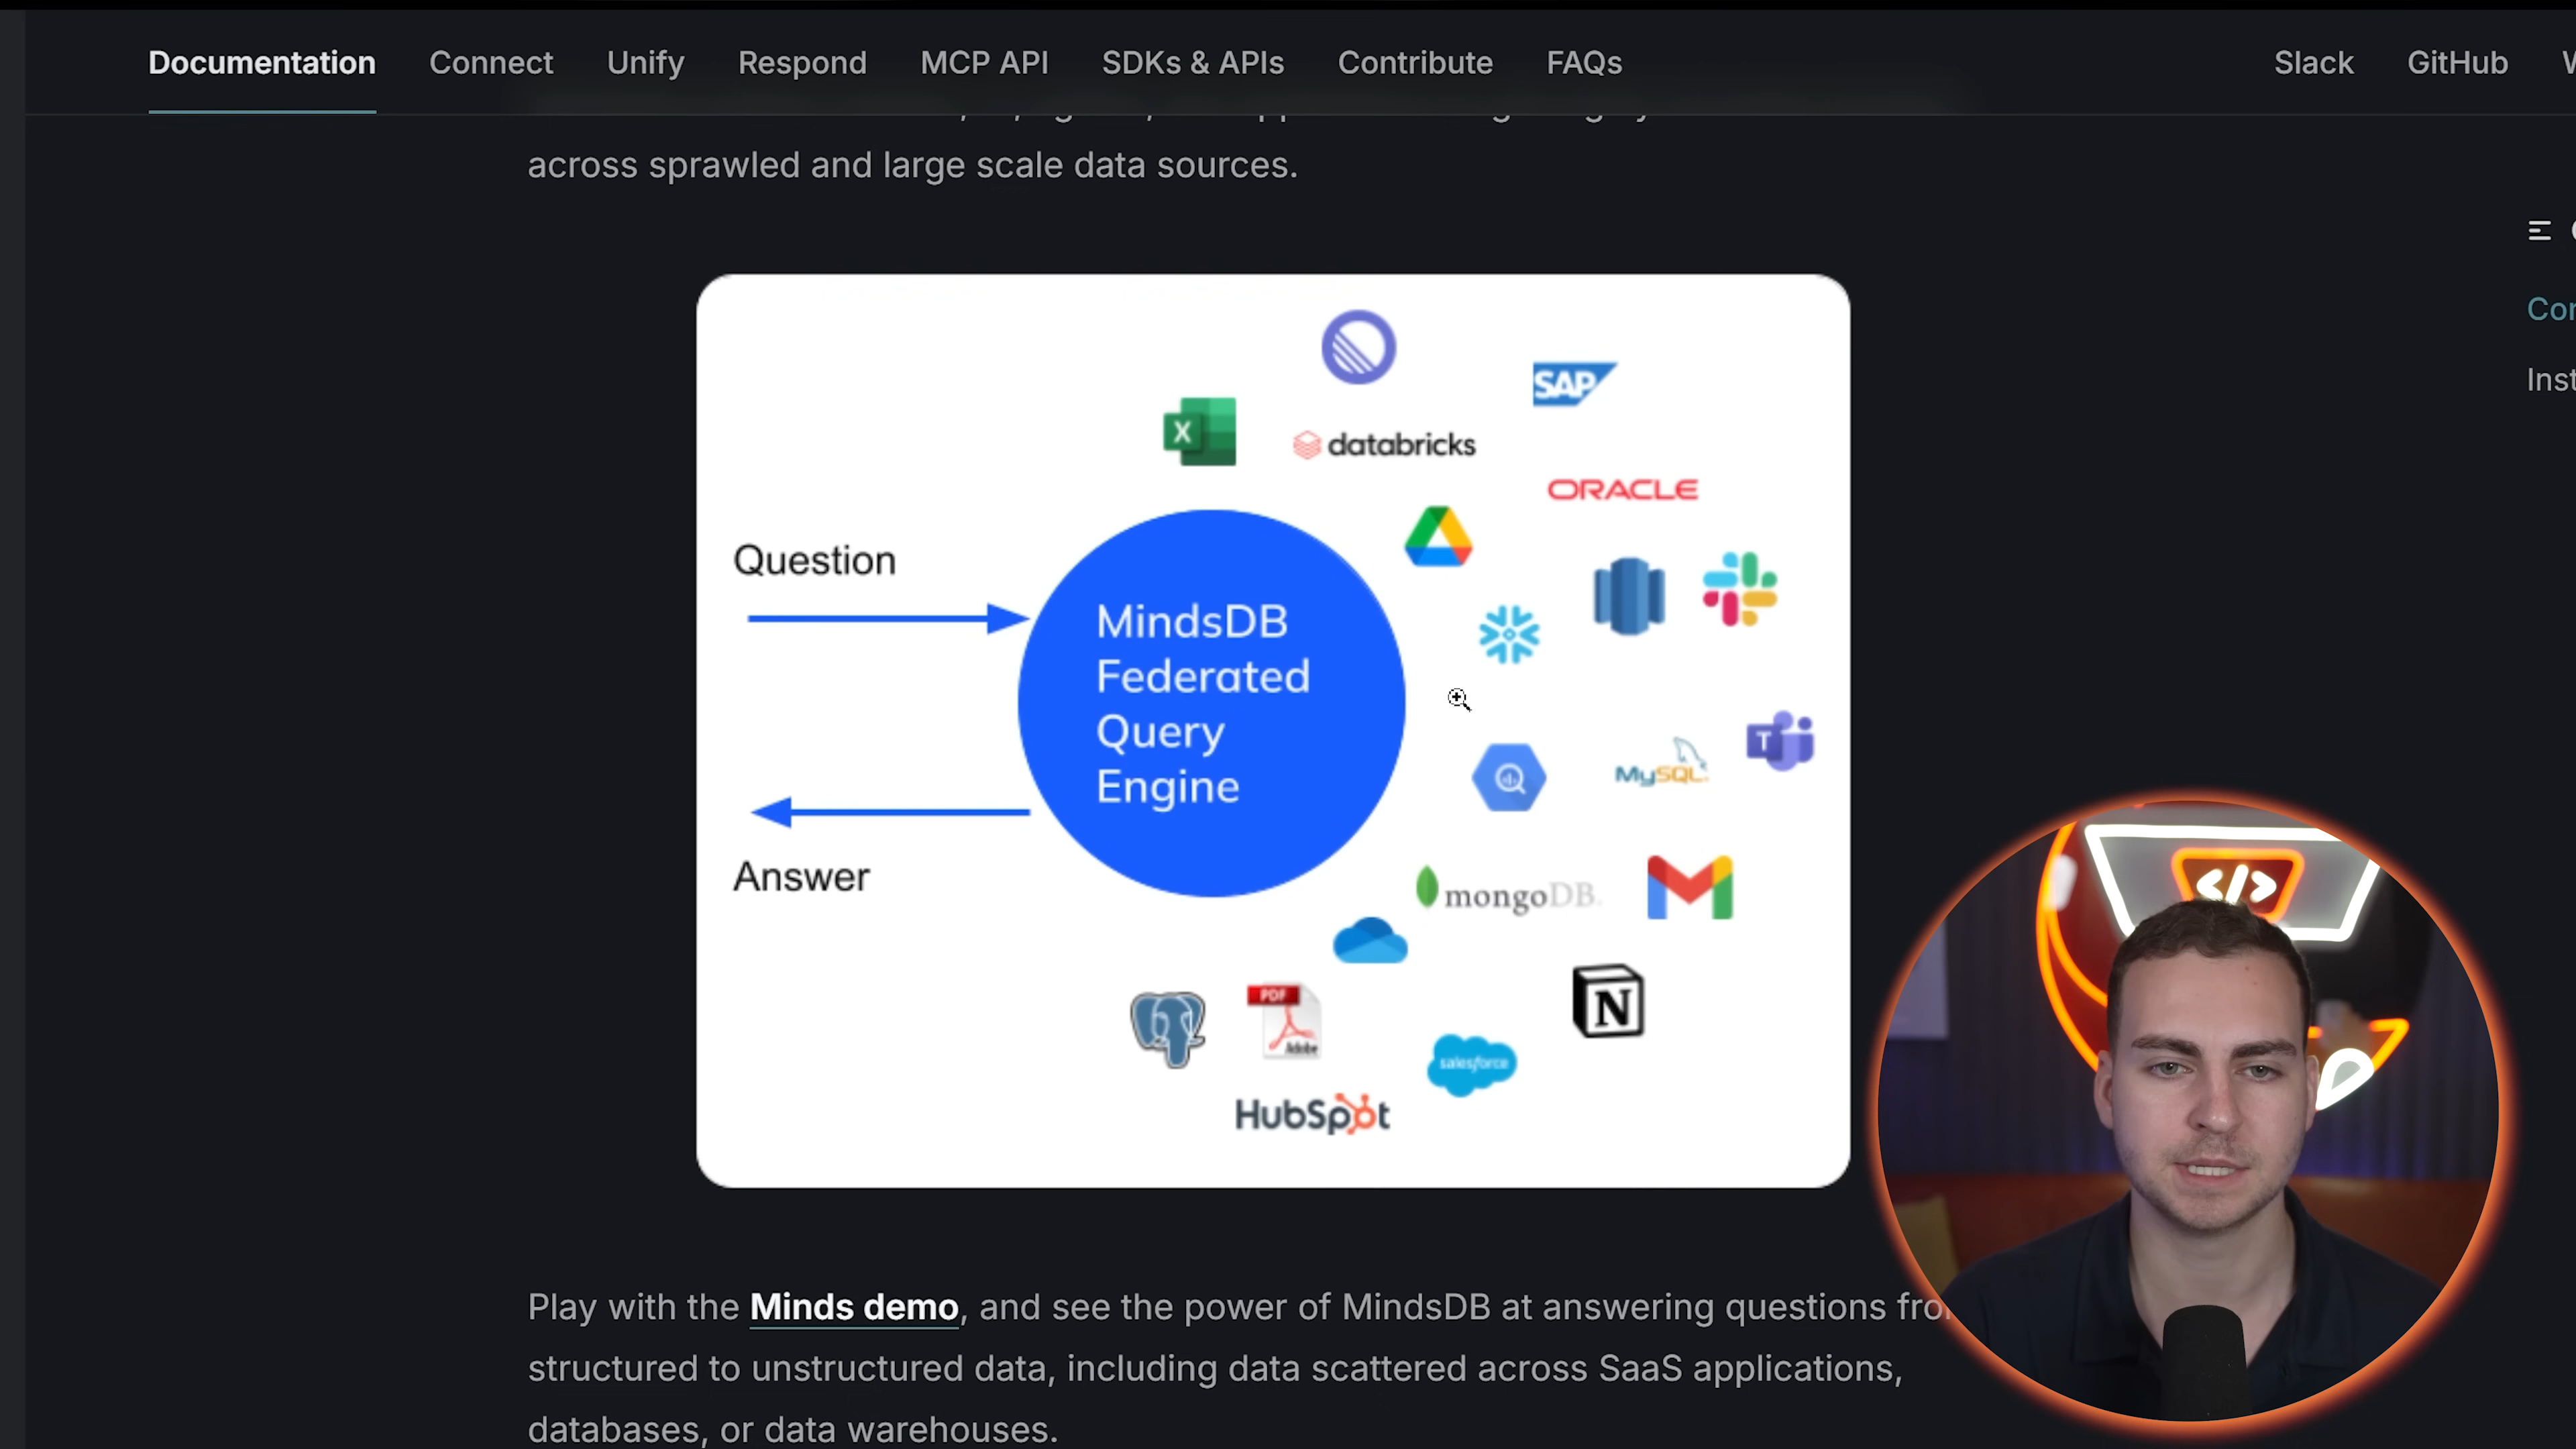 Documentation
Connect
Unify
Respond
MCP API
SDKs & APIs
Contribute
FAQs
Slack
GitHub
across sprawled and large scale data sources.
SAP
X
databricks
ORACLE
Question
MindsDB
Federated
Query
Engine
T
MySQL
Answer
mongoDB.
PDF
Adobe
N
salesforce
HubSpot
</>
Play with the Minds demo, and see the power of MindsDB at answering questions
structured to unstructured data, including data scattered across SaaS applications,
databases, or data warehouses.